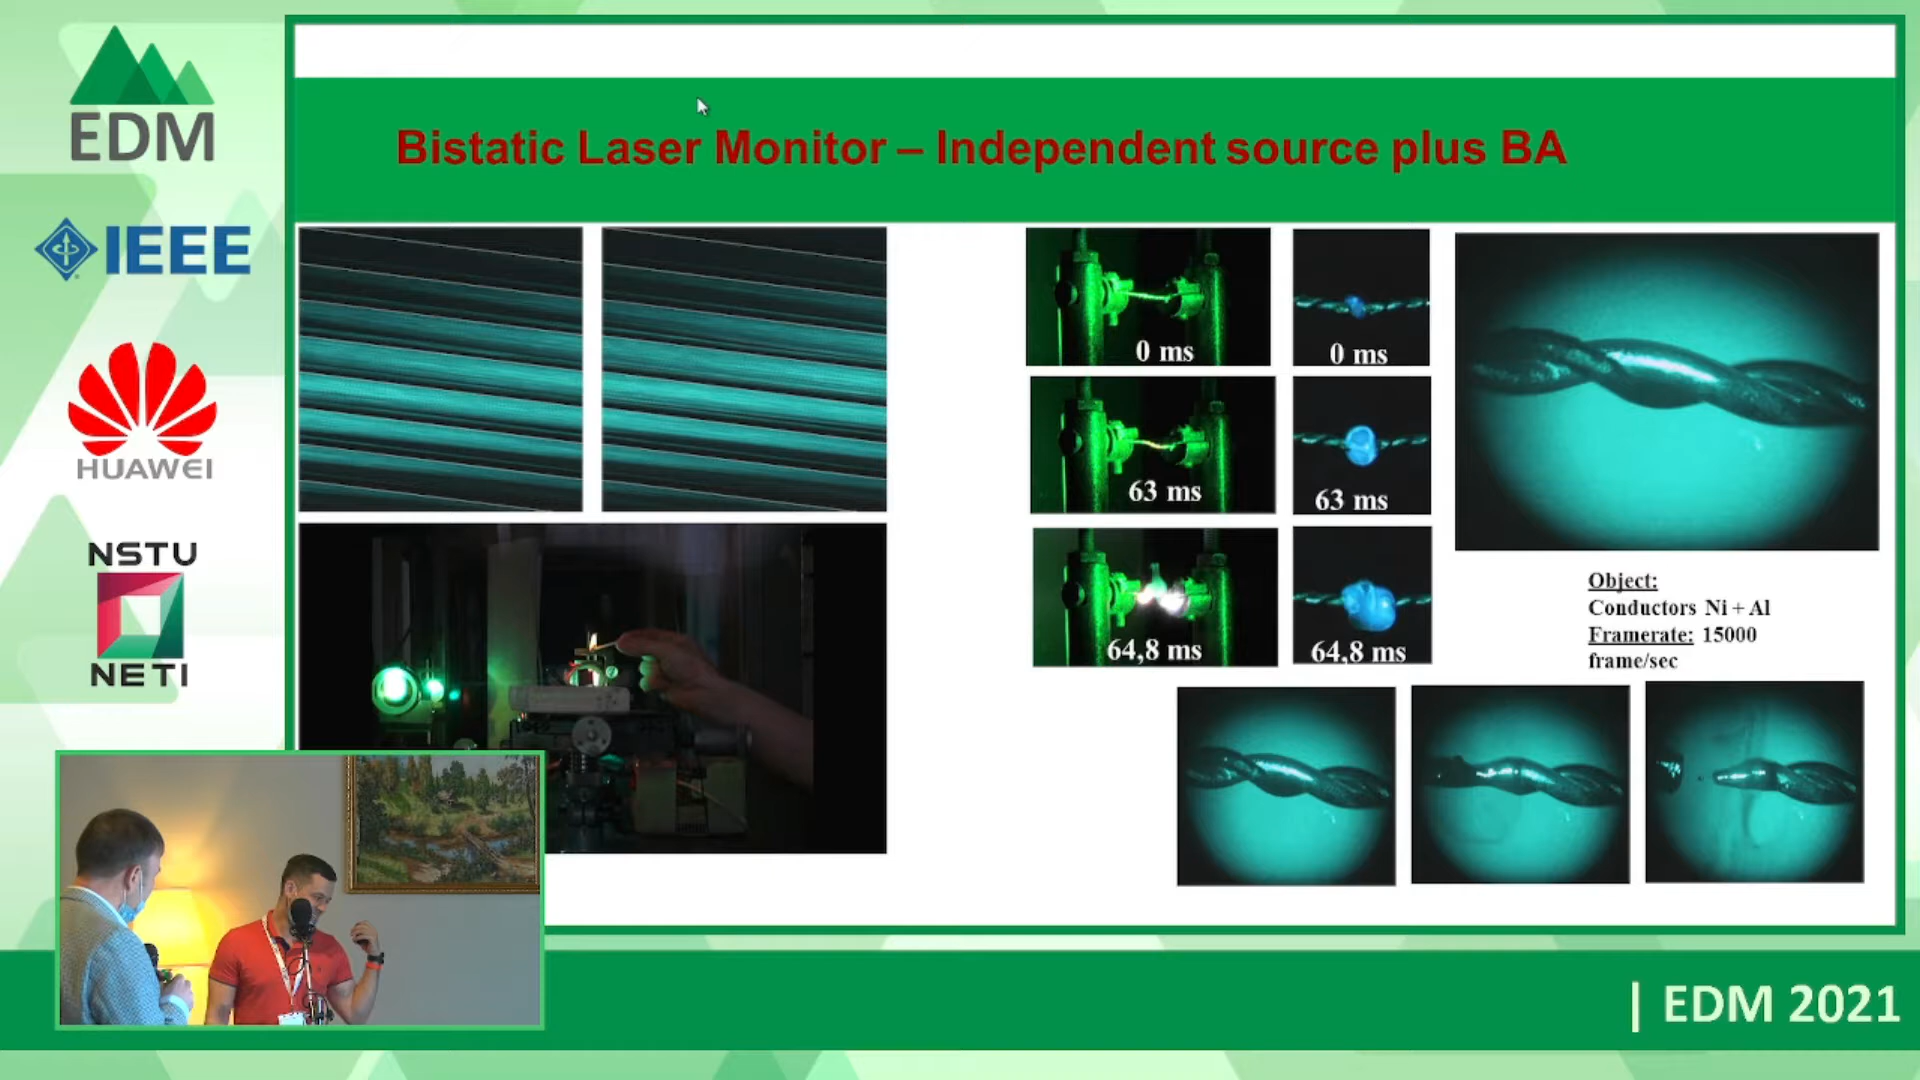 EDM
IEEE
HUAWEI
NSTU
NETI
Bistatic Laser Monitor – Independent source plus BA
0 ms
0 ms
63 ms
63 ms
64,8 ms
64,8 ms
Object:
Conductors Ni + Al
Framerate: 15000
frame/sec
| EDM 2021